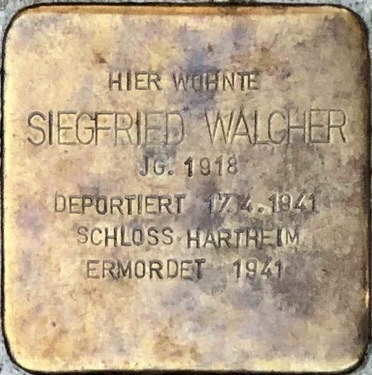 HIER WOHNTE
SIEGFRIED WALCHER
JG. 1918
DEPORTIERT 17.4.1941
SCHLOSS HARTHEIM
ERMORDET 1941